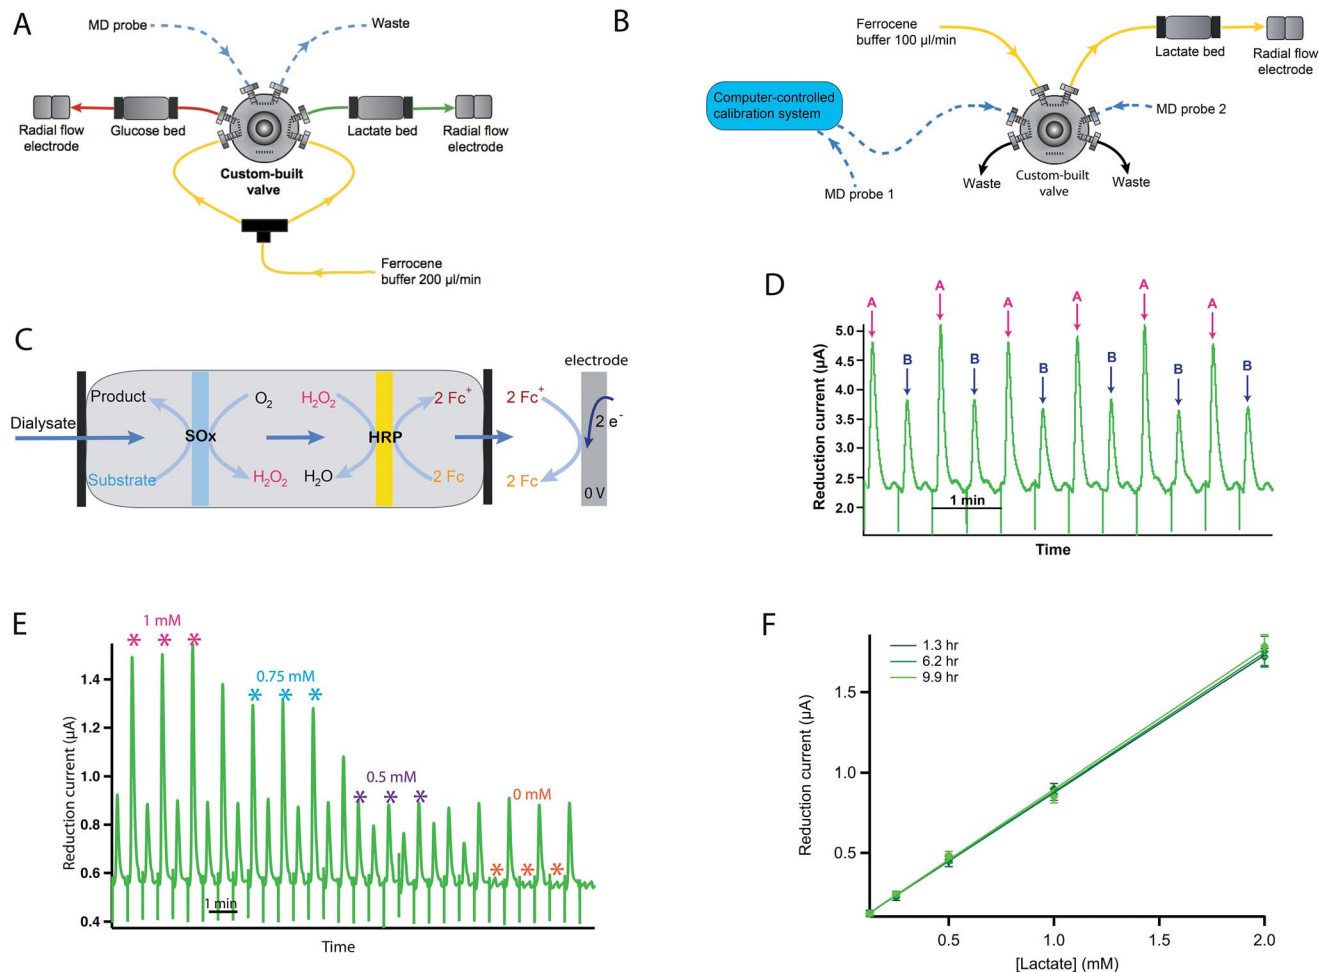 A
MD probe
Waste
Radial flow
electrode
Glucose bed
Lactate bed
Radial flow
electrode
Custom-built
valve
Ferrocene
buffer 200 µl/min
B
Ferrocene
buffer 100 µl/min
Lactate bed
Radial flow
electrode
Computer-controlled
calibration system
MD probe 2
MD probe 1
Waste
Custom-built
valve
Waste
C
electrode
Dialysate
Product
O₂
H₂O₂
2 Fc⁺
2 Fc⁺
2 e⁻
SOx
HRP
Substrate
H₂O₂
H₂O
2 Fc
2 Fc
0 V
D
A
A
A
A
A
A
B
B
B
B
B
B
5.0
4.5
4.0
3.5
3.0
2.5
2.0
Reduction current (µA)
1 min
Time
E
1 mM
0.75 mM
0.5 mM
0 mM
1.4
1.2
1.0
0.8
0.6
0.4
Reduction current (µA)
1 min
Time
F
1.3 hr
6.2 hr
9.9 hr
1.5
1.0
0.5
Reduction current (µA)
0.5
1.0
1.5
2.0
[Lactate] (mM)